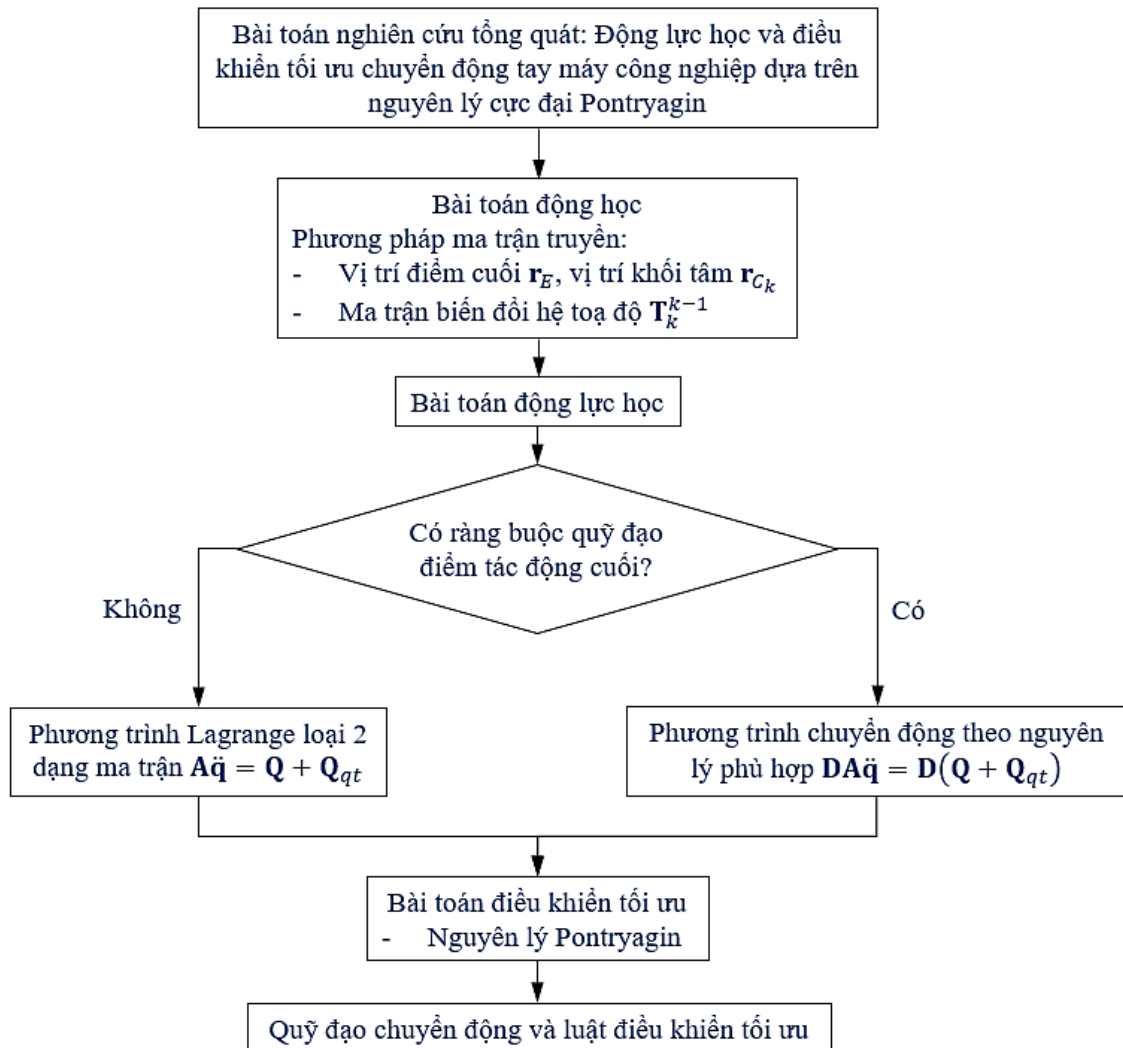 Bài toán nghiên cứu tổng quát: Động lực học và điều
khiển tối ưu chuyển động tay máy công nghiệp dựa trên
nguyên lý cực đại Pontryagin
Bài toán động học
Phương pháp ma trận truyền:
- Vị trí điểm cuối r_E, vị trí khối tâm r_{C_k}
- Ma trận biến đổi hệ toạ độ T_k^{k-1}
Bài toán động lực học
Có ràng buộc quỹ đạo
điểm tác động cuối?
Không
Có
Phương trình Lagrange loại 2
dạng ma trận Aq̈ = Q + Q_{qt}
Phương trình chuyển động theo nguyên
lý phù hợp DAq̈ = D(Q + Q_{qt})
Bài toán điều khiển tối ưu
- Nguyên lý Pontryagin
Quỹ đạo chuyển động và luật điều khiển tối ưu